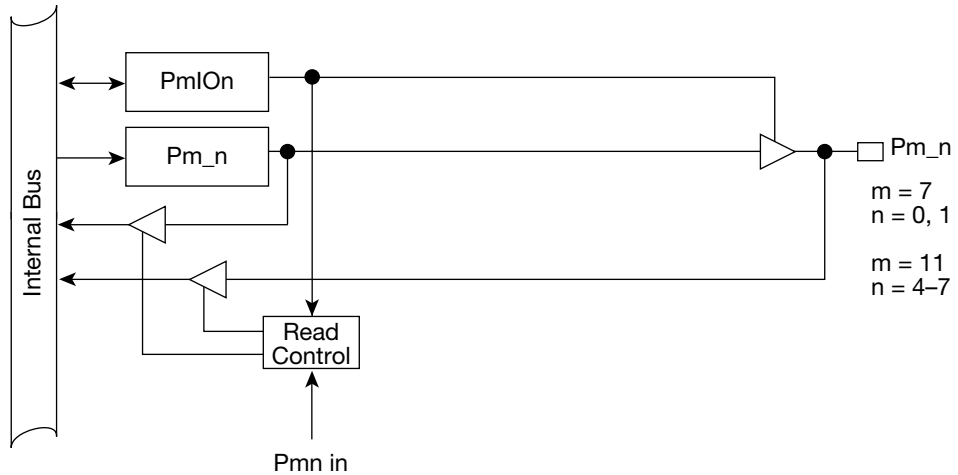 PmIOn
Pm_n
Pm_n
m = 7
n = 0, 1
m = 11
n = 4–7
Internal Bus
Read
Control
Pmn in